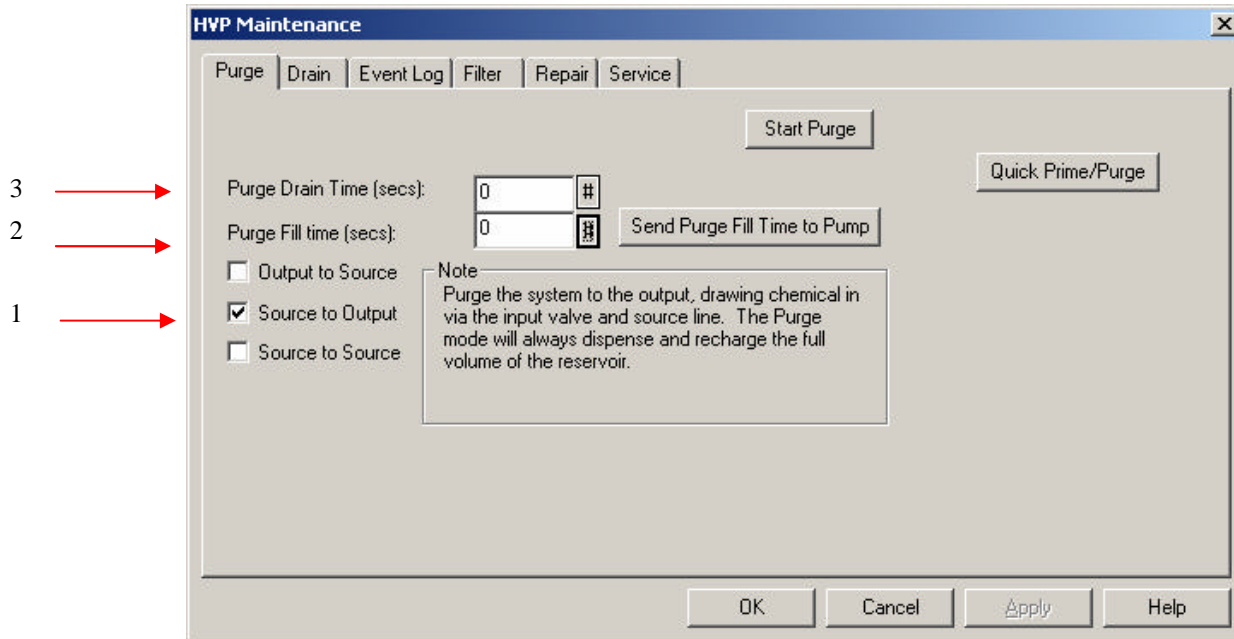 HVP Maintenance
Purge Drain Event Log Filter Repair Service
Start Purge
Quick Prime/Purge
3
Purge Drain Time (secs): 0 #
2
Purge Fill time (secs): 0 # Send Purge Fill Time to Pump
Output to Source
1
Source to Output
Source to Source
Note
Purge the system to the output, drawing chemical in
via the input valve and source line. The Purge
mode will always dispense and recharge the full
volume of the reservoir.
OK Cancel Apply Help